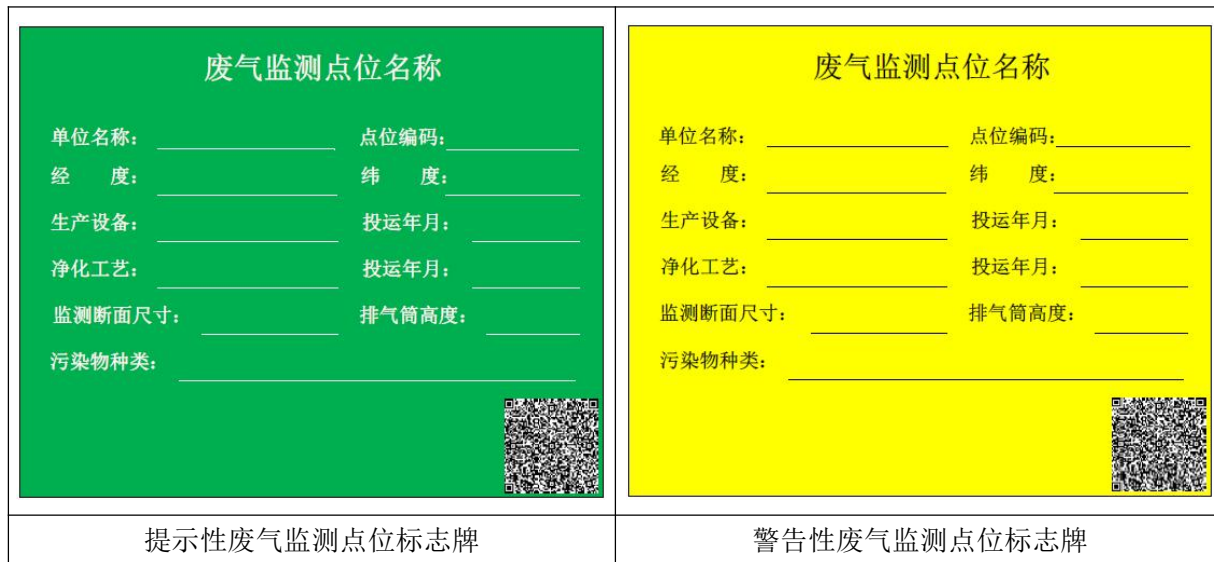 废气监测点位名称
单位名称： 点位编码：
经 度： 纬 度：
生产设备： 投运年月：
净化工艺： 投运年月：
监测断面尺寸： 排气筒高度：
污染物种类：
提示性废气监测点位标志牌
废气监测点位名称
单位名称： 点位编码：
经 度： 纬 度：
生产设备： 投运年月：
净化工艺： 投运年月：
监测断面尺寸： 排气筒高度：
污染物种类：
警告性废气监测点位标志牌